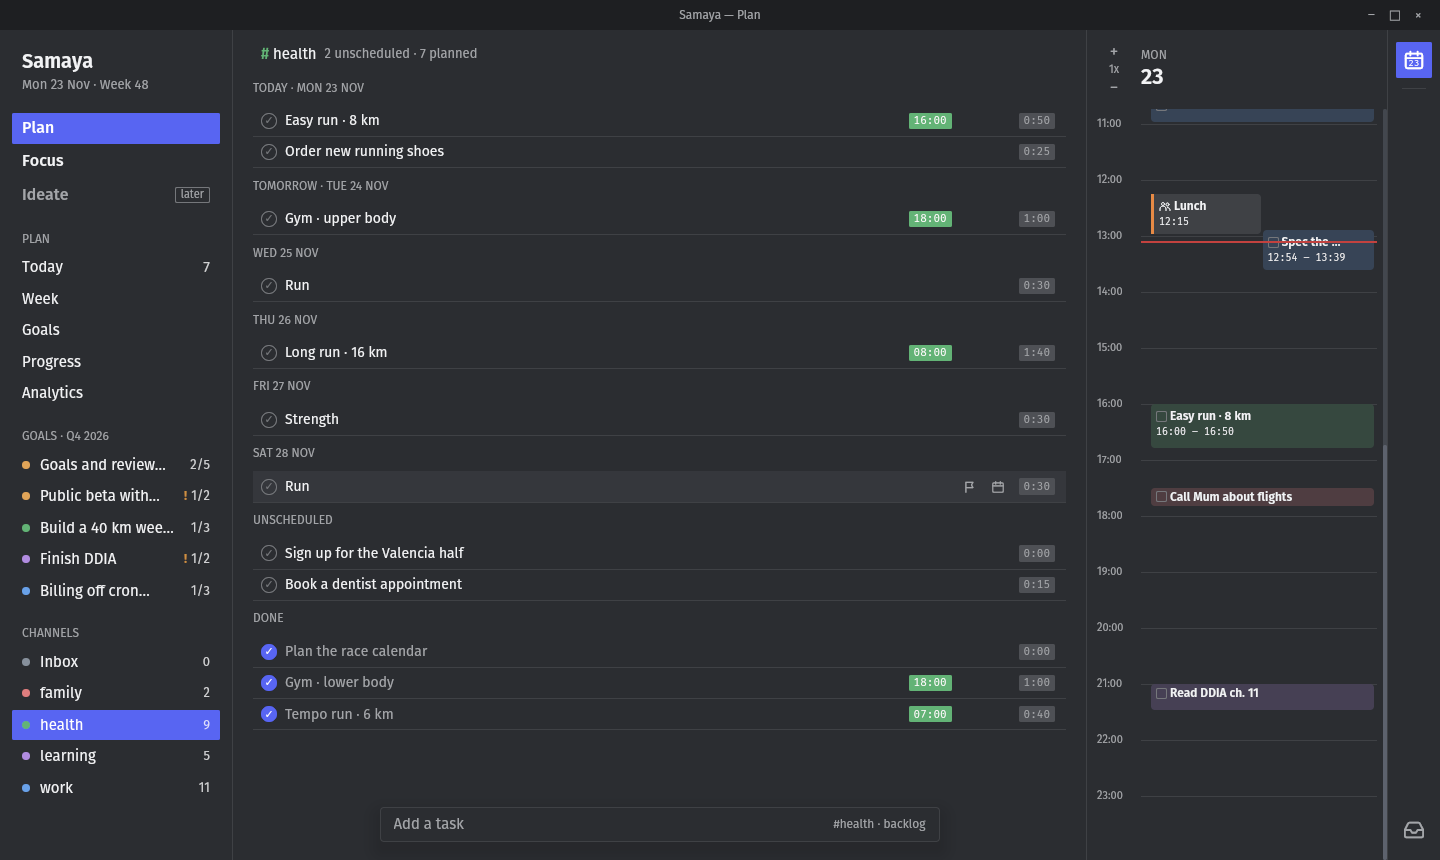 Samaya — Plan
Samaya
Mon 23 Nov · Week 48
Plan
Focus
Ideate later
PLAN
Today 7
Week
Goals
Progress
Analytics
GOALS · Q4 2026
Goals and review... 2/5
Public beta with... ! 1/2
Build a 40 km wee... 1/3
Finish DDIA ! 1/2
Billing off cron... 1/3
CHANNELS
Inbox 0
family 2
health 9
learning 5
work 11
# health 2 unscheduled · 7 planned
TODAY · MON 23 NOV
Easy run · 8 km 16:00 0:50
Order new running shoes 0:25
TOMORROW · TUE 24 NOV
Gym · upper body 18:00 1:00
WED 25 NOV
Run 0:30
THU 26 NOV
Long run · 16 km 08:00 1:40
FRI 27 NOV
Strength 0:30
SAT 28 NOV
Run 0:30
UNSCHEDULED
Sign up for the Valencia half 0:00
Book a dentist appointment 0:15
DONE
Plan the race calendar 0:00
Gym · lower body 18:00 1:00
Tempo run · 6 km 07:00 0:40
Add a task #health · backlog
+
1x
−
MON
23
11:00
12:00
Lunch
12:15
13:00
Spec the ...
12:54 – 13:39
14:00
15:00
16:00
Easy run · 8 km
16:00 – 16:50
17:00
Call Mum about flights
18:00
19:00
20:00
21:00
Read DDIA ch. 11
22:00
23:00
23